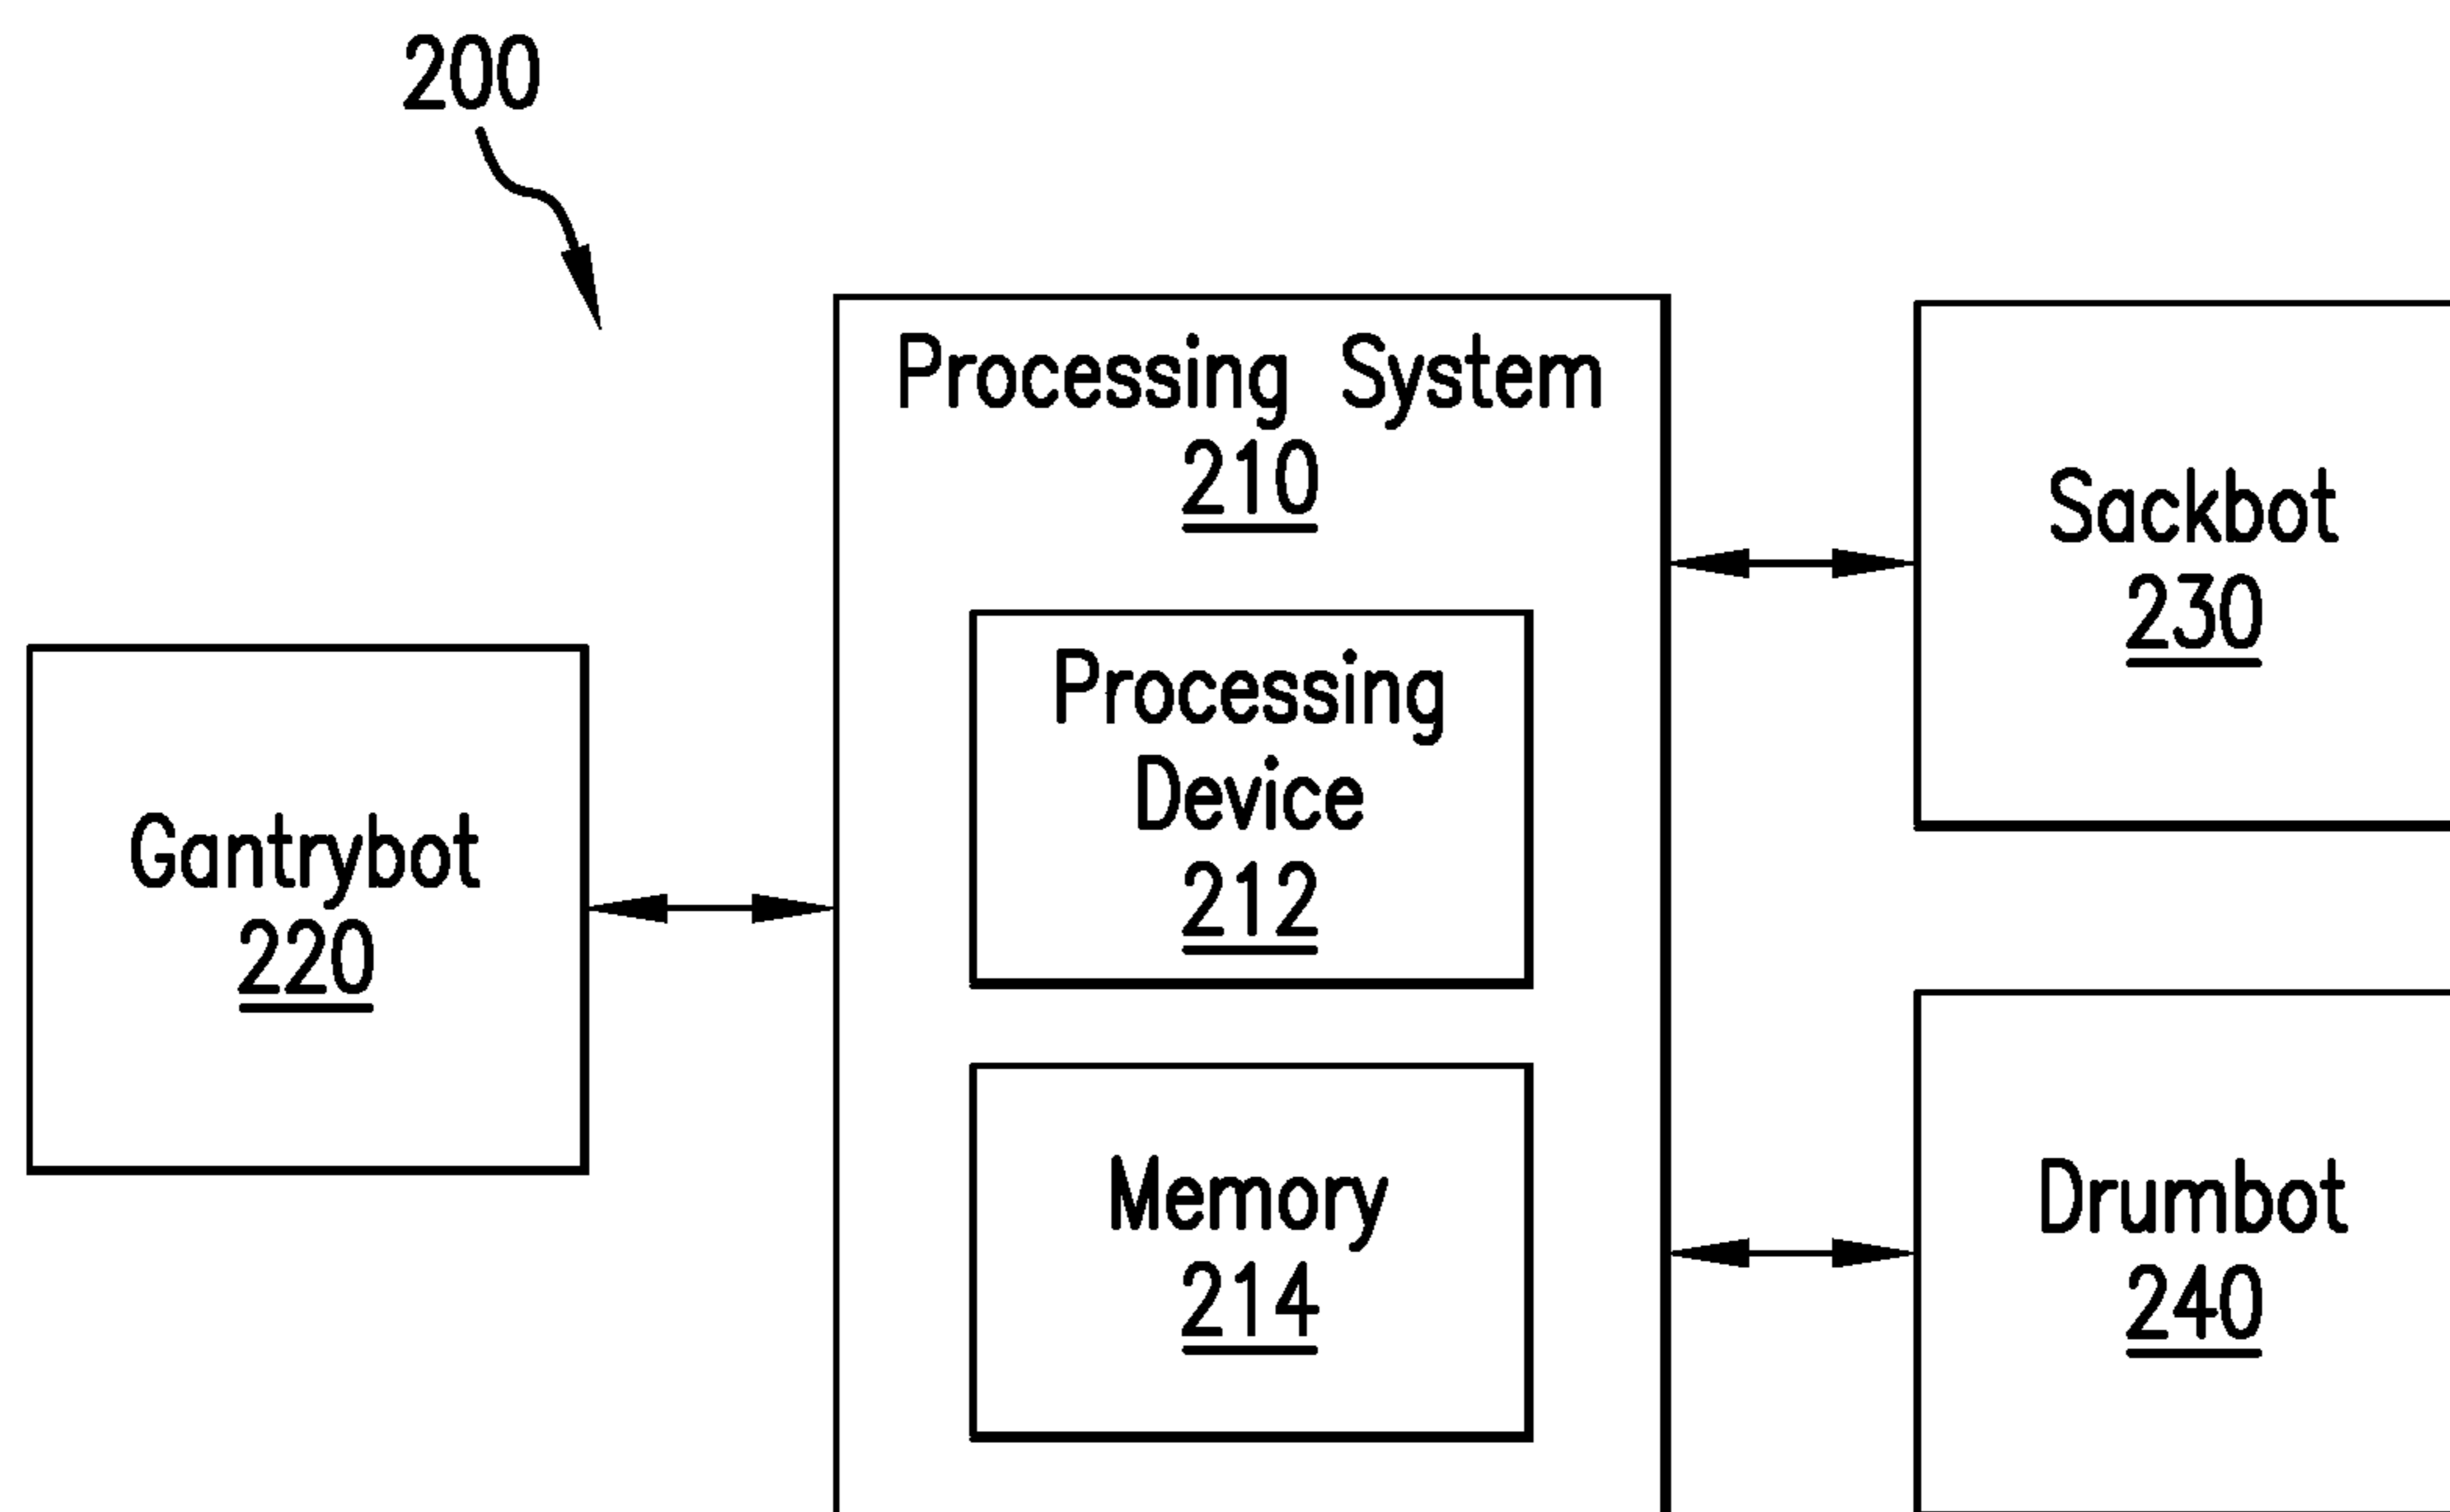 200
Processing System
210
Processing
Device
212
Memory
214
Gantrybot
220
Sackbot
230
Drumbot
240